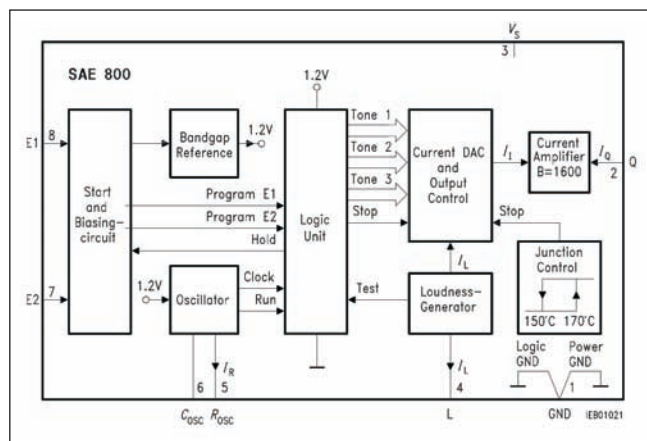 V_S
3
SAE 800
1.2V
E1
8
Bandgap
Reference
1.2V
Tone 1
Tone 2
Tone 3
Stop
Current DAC
and
Output
Control
I_I
Current
Amplifier
B=1600
I_Q
2
Q
Start
and
Biasing-
circuit
Program E1
Program E2
Hold
Logic
Unit
Stop
Junction
Control
150°C
170°C
E2
7
1.2V
Oscillator
Clock
Run
Test
I_L
Loudness-
Generator
Logic
GND
Power
GND
I_R
I_L
6
5
4
1
C_OSC
R_OSC
L
GND
IEB01021